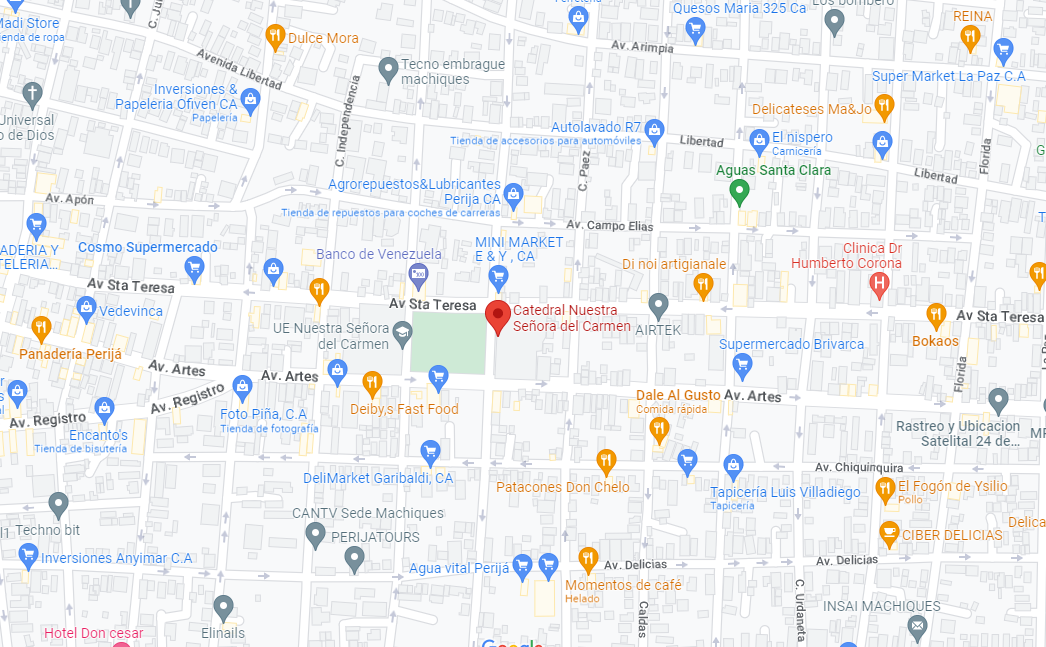 Quesos Maria 325 Ca
Los bombero
Madi Store
ienda de ropa
C. Ju
REINA
Dulce Mora
Av. Arimpia
Avenida Libertad
Tecno embrague
machiques
Super Market La Paz C.A
Inversiones &
Papeleria Ofiven CA
Papelería
Delicateses Ma&Jo
Universal
o de Dios
C. Independencia
Autolavado R7
Tienda de accesorios para automóviles
Libertad
El nispero
Carnicería
Florida
C. Paez
Aguas Santa Clara
Libertad
Agrorepuestos&Lubricantes
Perija CA
Tienda de repuestos para coches de carreras
Av. Apón
Av. Campo Elias
ADERIA Y
TELERIA...
Cosmo Supermercado
Banco de Venezuela
MINI MARKET
E & Y , CA
Di noi artigianale
Clinica Dr
Humberto Corona
Av Sta Teresa
Av Sta Teresa
Vedevinca
Catedral Nuestra
Señora del Carmen
AIRTEK
Av Sta Teresa
UE Nuestra Señora
del Carmen
Bokaos
Panadería Perijá
Supermercado Brivarca
Av. Artes
Av. Artes
Florida
Av. Registro
Dale Al Gusto
Comida rápida
Av. Artes
Foto Piña, C.A
Tienda de fotografía
Deiby,s Fast Food
Av. Registro
Encanto's
Tienda de bisutería
Rastreo y Ubicacion
Satelital 24 de...
Av. Chiquinquira
DeliMarket Garibaldi, CA
Patacones Don Chelo
Tapicería Luis Villadiego
Tapicería
El Fogón de Ysilio
Pollo
CANTV Sede Machiques
Techno bit
PERIJATOURS
CIBER DELICIAS
Delica
Inversiones Anyimar C.A
Agua vital Perijá
Av. Delicias
Av. Delicias
Momentos de café
Helado
C. Urdaneta
Caldas
INSAI MACHIQUES
Hotel Don cesar
Elinails
Google